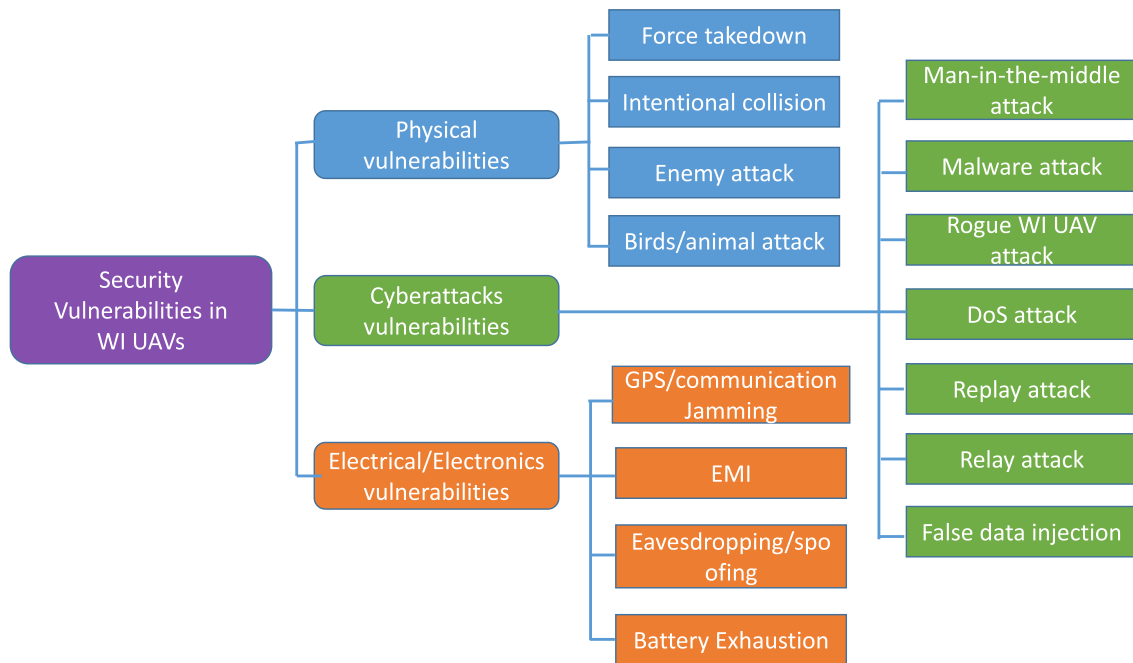 Security
Vulnerabilities in
WI UAVs
Physical
vulnerabilities
Force takedown
Intentional collision
Enemy attack
Birds/animal attack
Cyberattacks
vulnerabilities
Man-in-the-middle
attack
Malware attack
Rogue WI UAV
attack
DoS attack
Replay attack
Relay attack
False data injection
Electrical/Electronics
vulnerabilities
GPS/communication
Jamming
EMI
Eavesdropping/spo
ofing
Battery Exhaustion